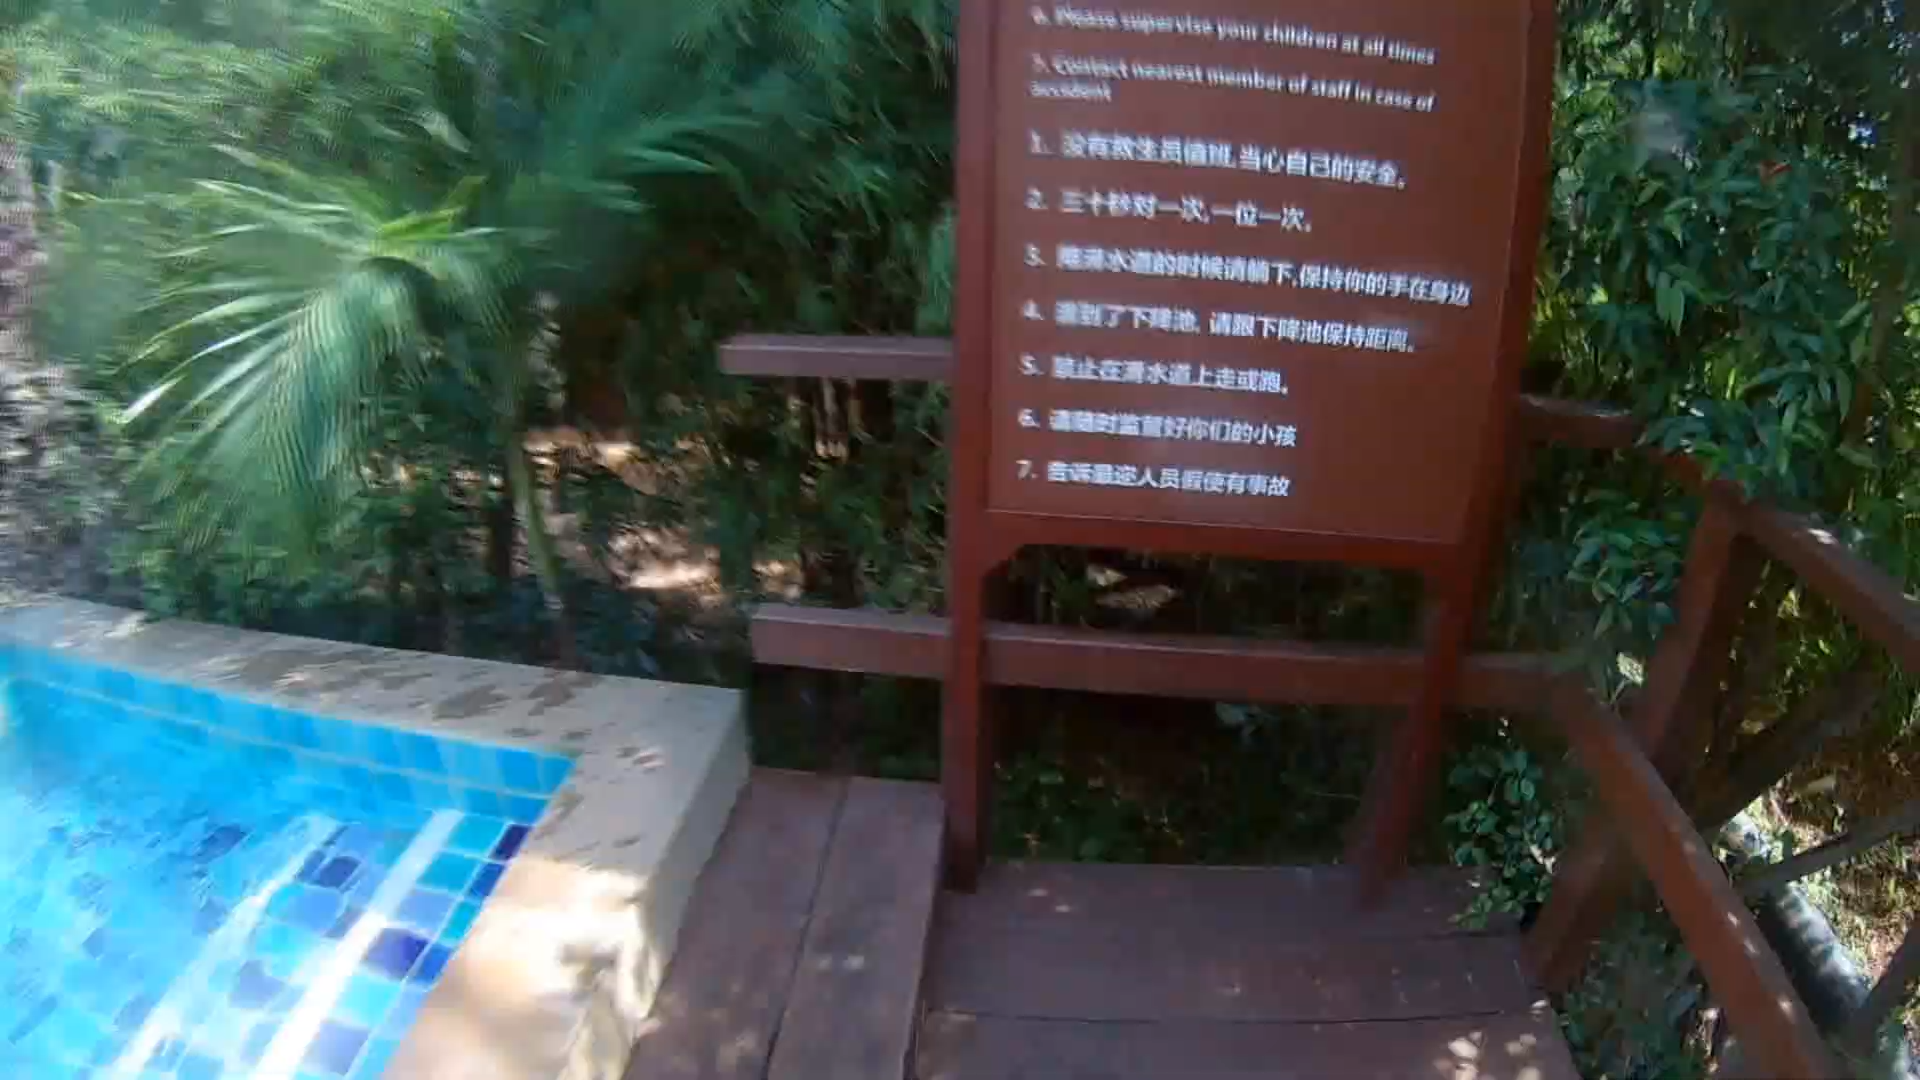 6. Please supervise your children at all times
7. Contact nearest member of staff in case of
accident
1. 没有救生员值班,当心自己的安全。
2. 三十秒对一次,一位一次。
3. 滑水道的时候请躺下,保持你的手在身边
4. 道到了下降池, 请跟下降池保持距离。
5. 禁止在滑水道上走或跑。
6. 请随时监督好你们的小孩
7. 告诉最近人员假使有事故